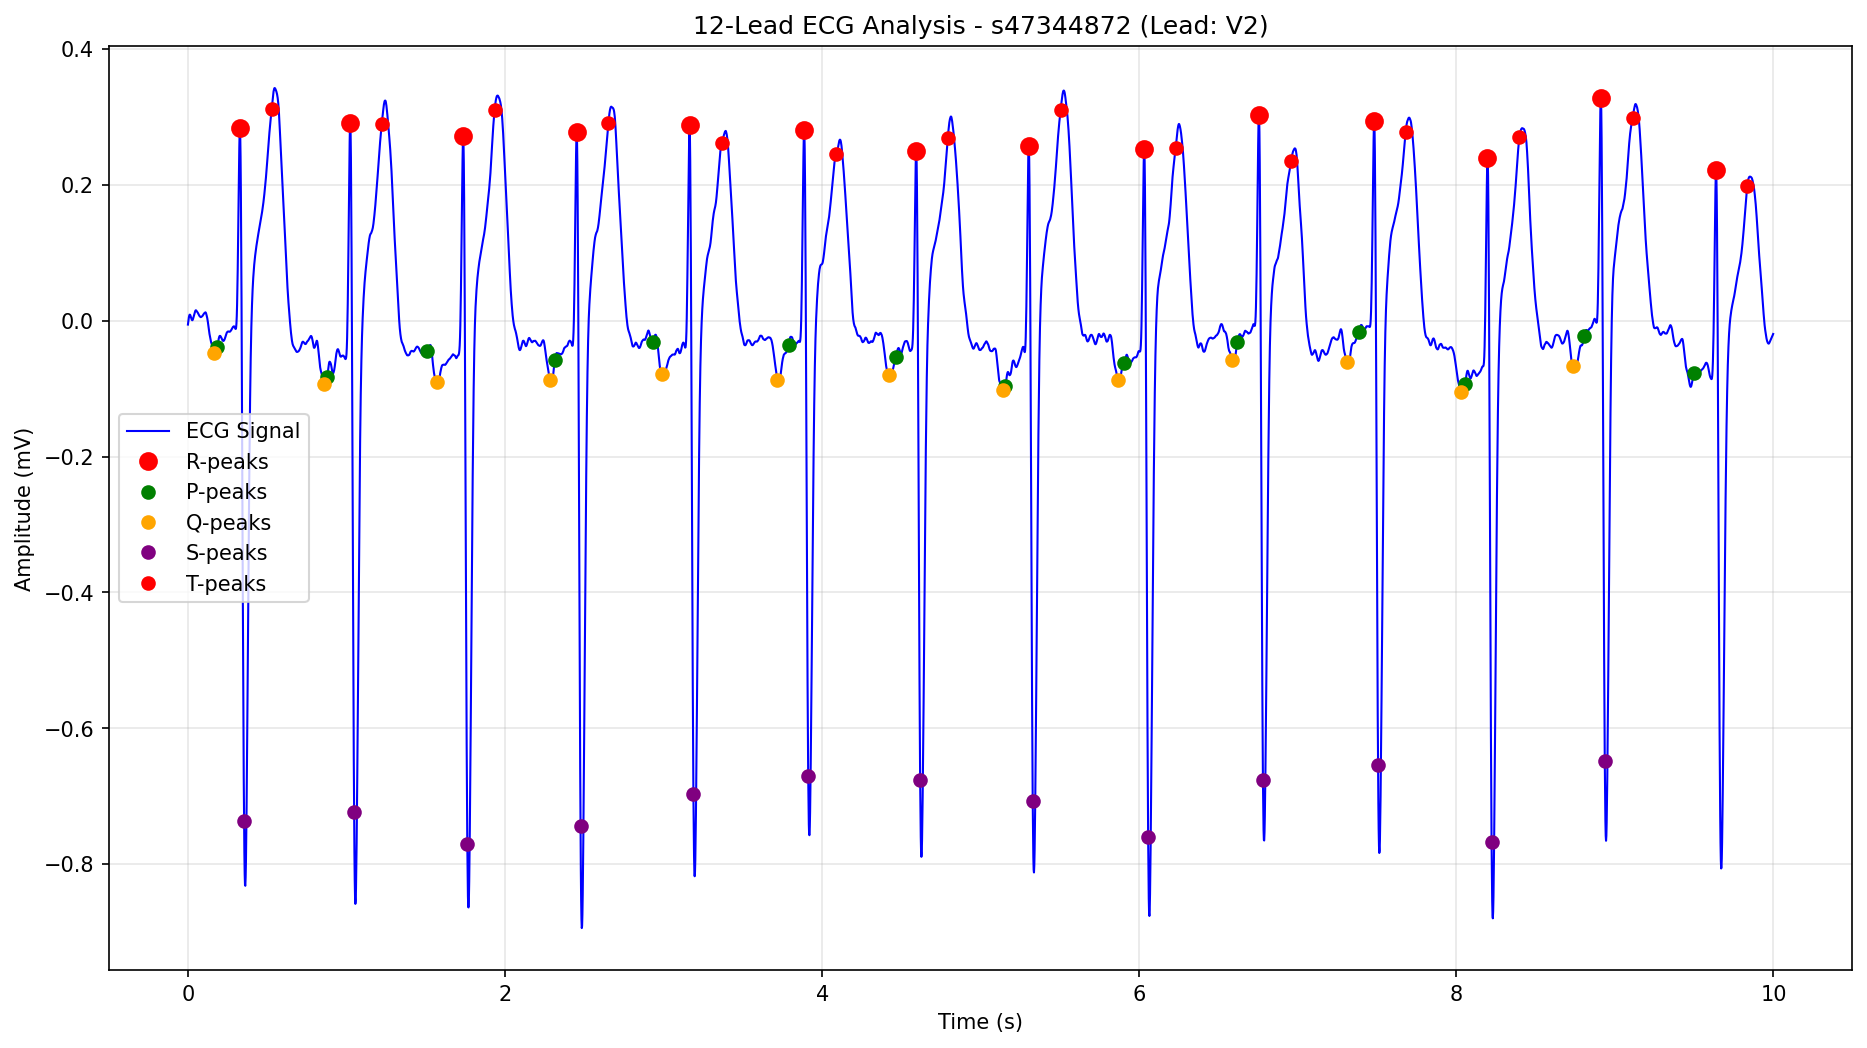 12-Lead ECG Analysis - s47344872 (Lead: V2)
Amplitude (mV)
0.4
0.2
0.0
−0.2
−0.4
−0.6
−0.8
ECG Signal
R-peaks
P-peaks
Q-peaks
S-peaks
T-peaks
0 2 4 6 8 10
Time (s)